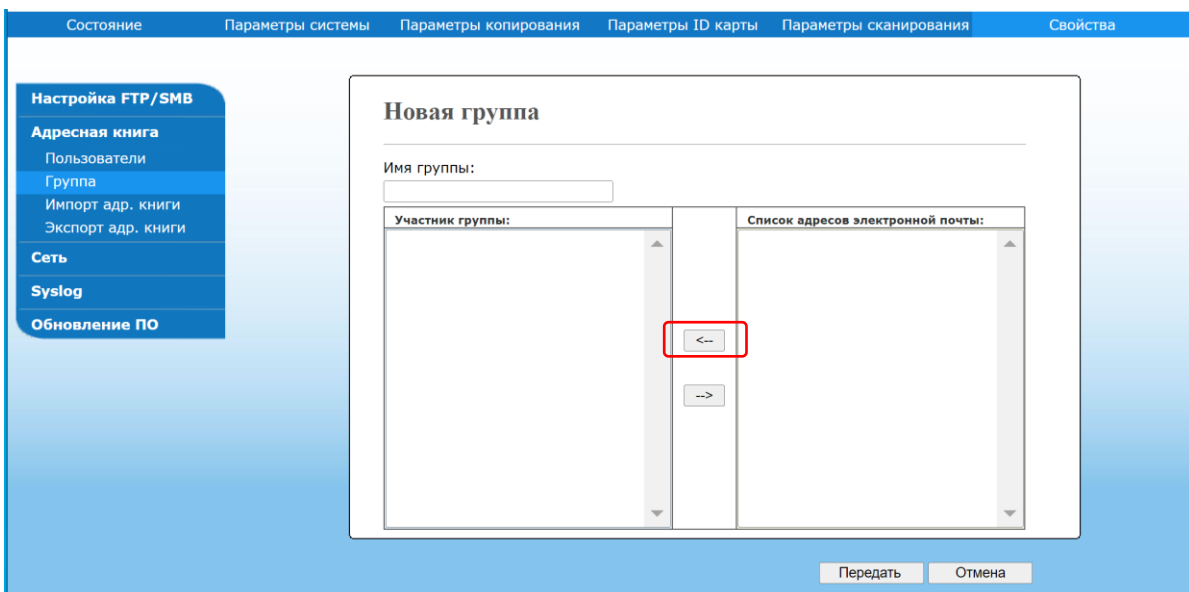 Состояние Параметры системы Параметры копирования Параметры ID карты Параметры сканирования Свойства
Настройка FTP/SMB
Адресная книга
Пользователи
Группа
Импорт адр. книги
Экспорт адр. книги
Сеть
Syslog
Обновление ПО
Новая группа
Имя группы:
Участник группы: Список адресов электронной почты:
<--
-->
Передать Отмена